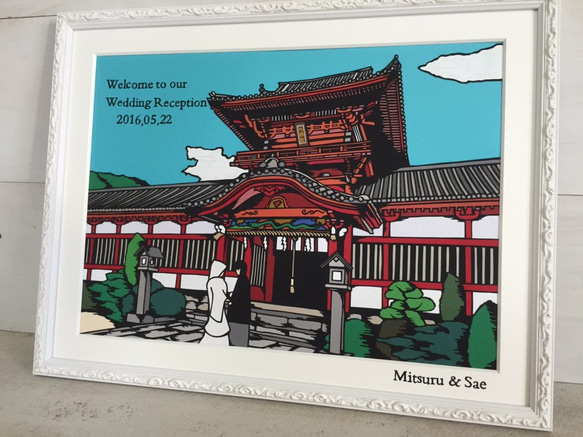 Welcome to our
Wedding Reception
2016,05,22
Mitsuru & Sae